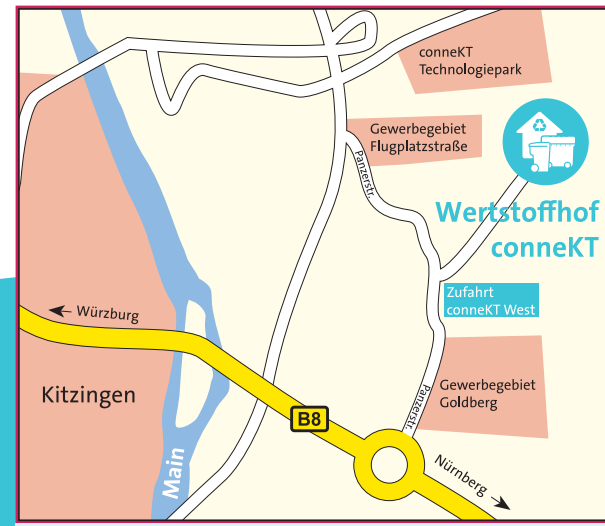 conneKT
Technologiepark
Gewerbegebiet
Flugplatzstraße
Panzerstr.
Wertstoffhof
conneKT
Zufahrt
conneKT West
Würzburg
Kitzingen
Gewerbegebiet
Goldberg
Panzerstr.
B8
Main
Nürnberg